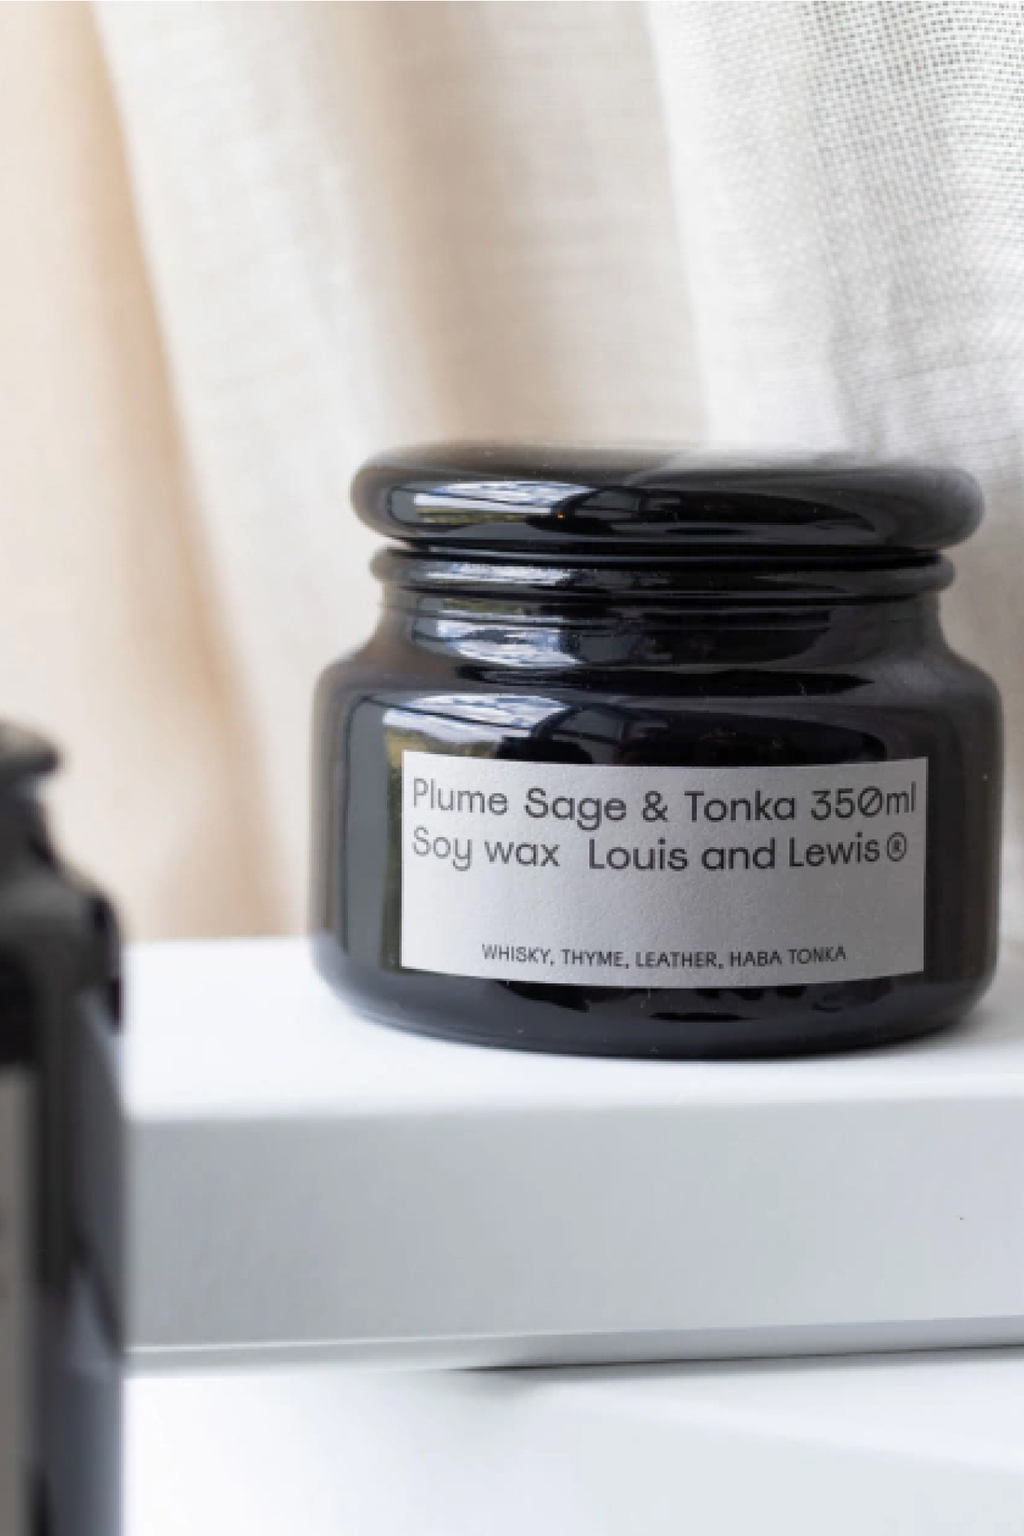 Plume Sage & Tonka 350ml
Soy wax Louis and Lewis®
WHISKY, THYME, LEATHER, HABA TONKA